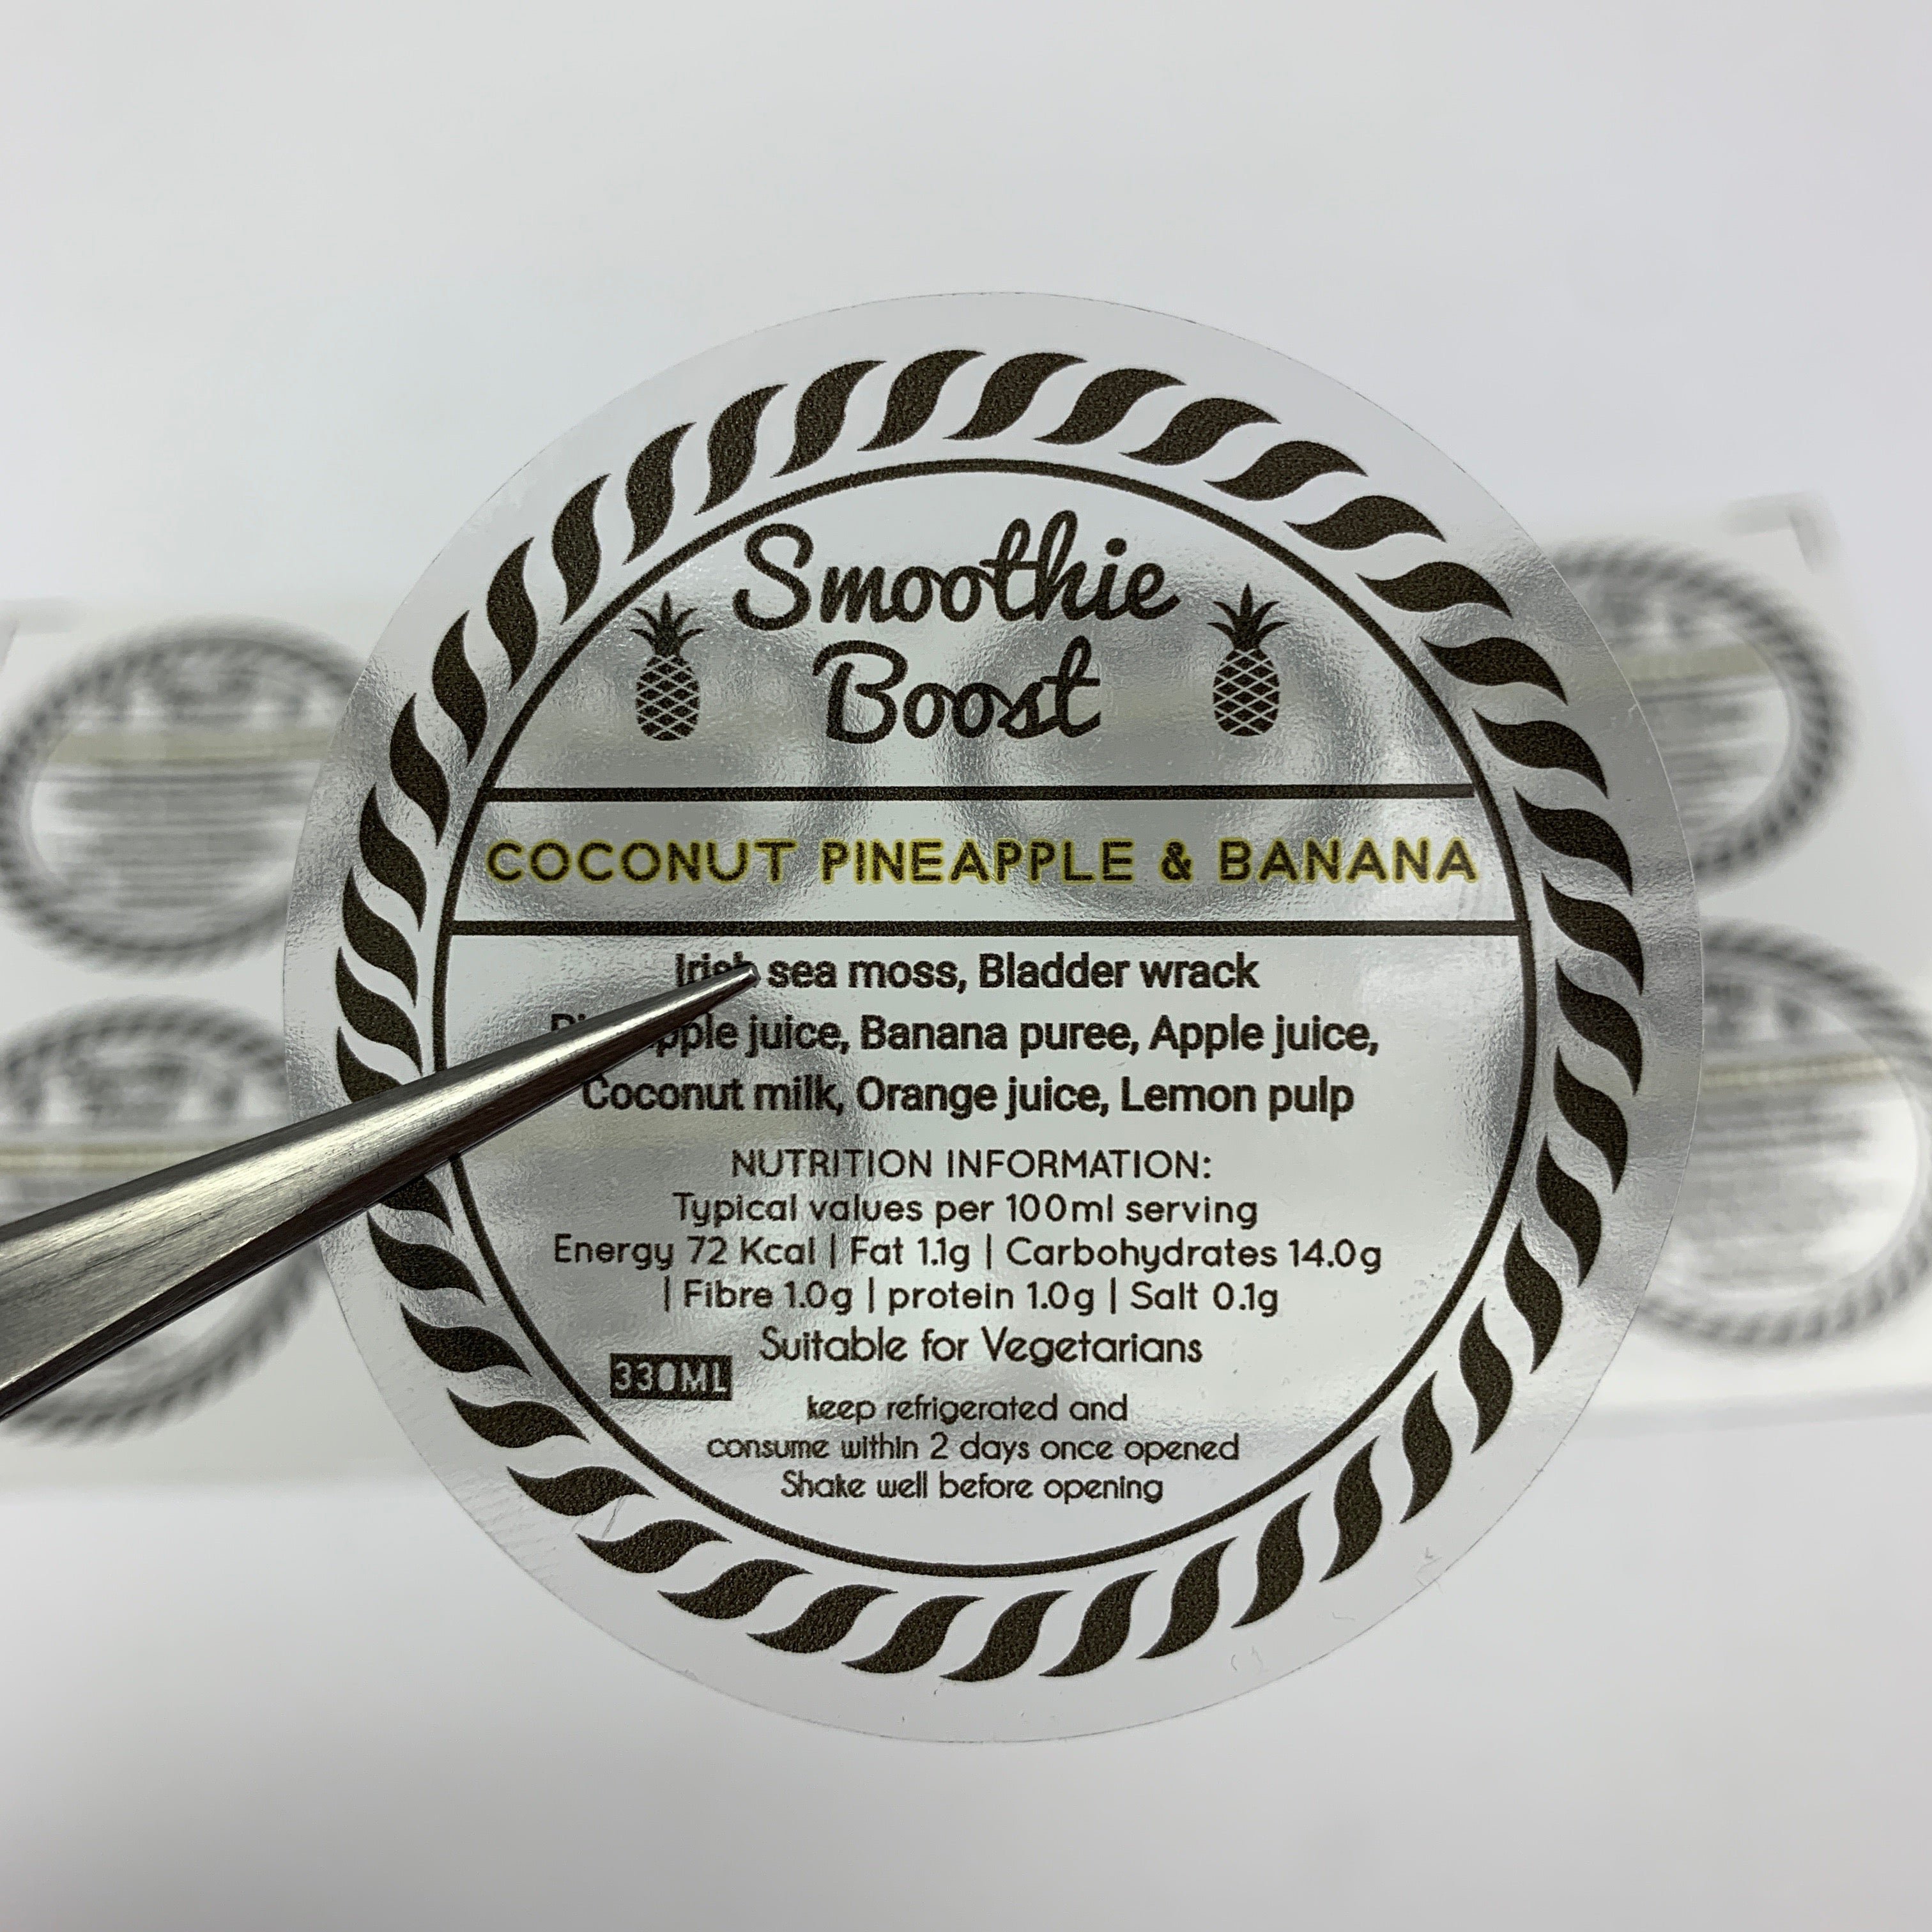 Smoothie
Boost
COCONUT PINEAPPLE & BANANA
Irish sea moss, Bladder wrack
Pineapple juice, Banana puree, Apple juice,
Coconut milk, Orange juice, Lemon pulp
NUTRITION INFORMATION:
Typical values per 100ml serving
Energy 72 Kcal | Fat 1.1g | Carbohydrates 14.0g
| Fibre 1.0g | protein 1.0g | Salt 0.1g
Suitable for Vegetarians
330ML
keep refrigerated and
consume within 2 days once opened
Shake well before opening